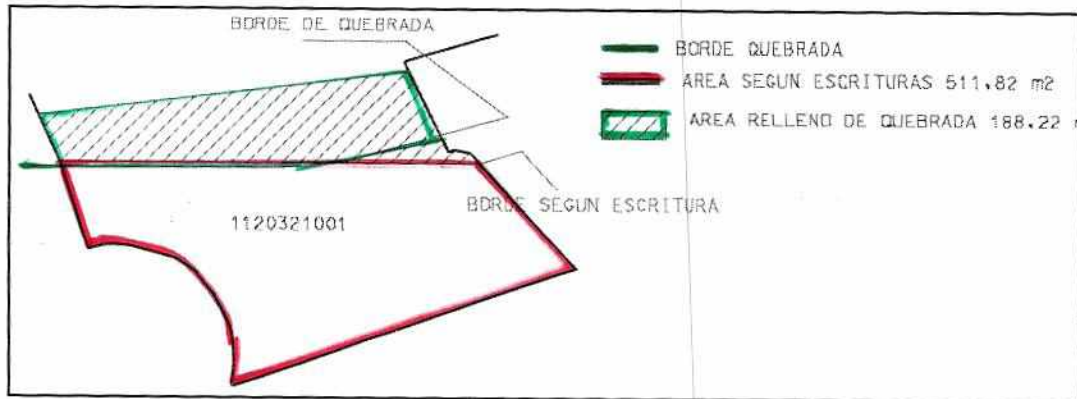 BORDE DE QUEBRADA
BORDE QUEBRADA
AREA SEGUN ESCRITURAS 511.82 m2
AREA RELLENO DE QUEBRADA 188.22 m
BORDE SEGUN ESCRITURA
1120321001